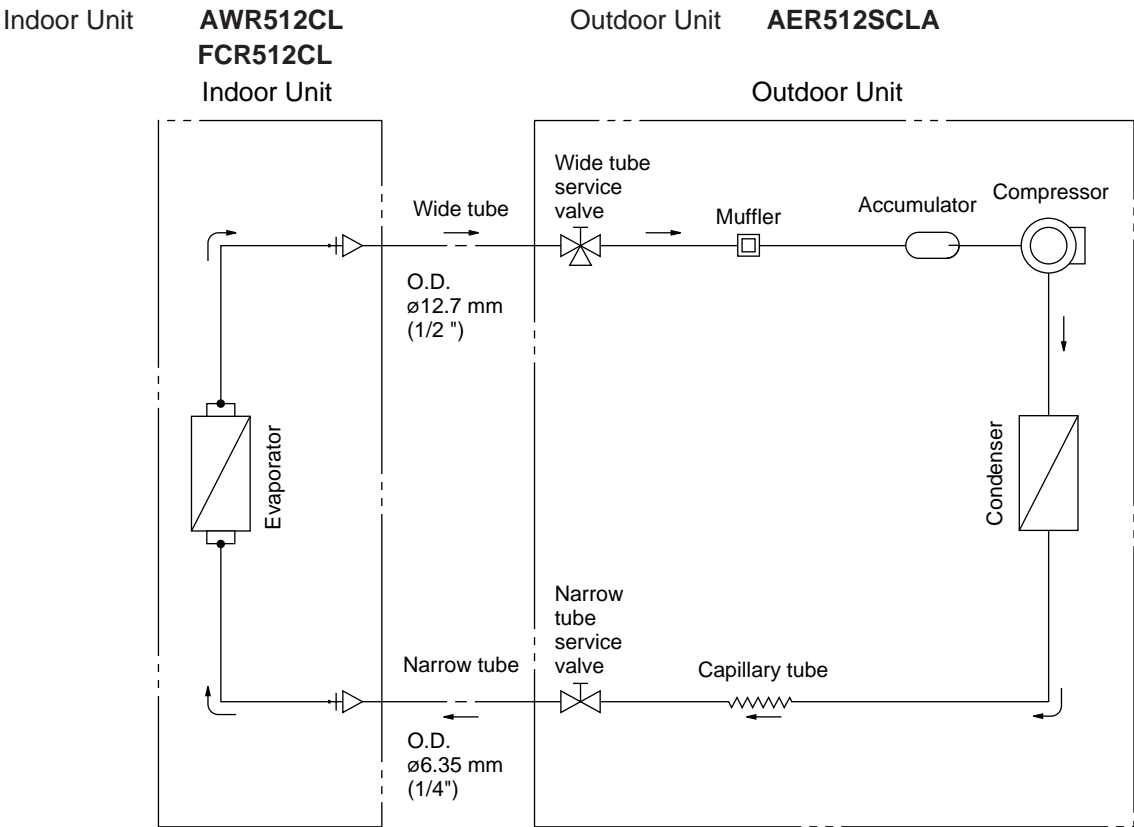 Indoor Unit AWR512CL Outdoor Unit AER512SCLA
FCR512CL
Indoor Unit
Outdoor Unit
Wide tube
service
valve
Wide tube
Muffler
Accumulator
Compressor
O.D.
ø12.7 mm
(1/2 ")
Evaporator
Condenser
Narrow
tube
service
valve
Narrow tube
Capillary tube
O.D.
ø6.35 mm
(1/4")